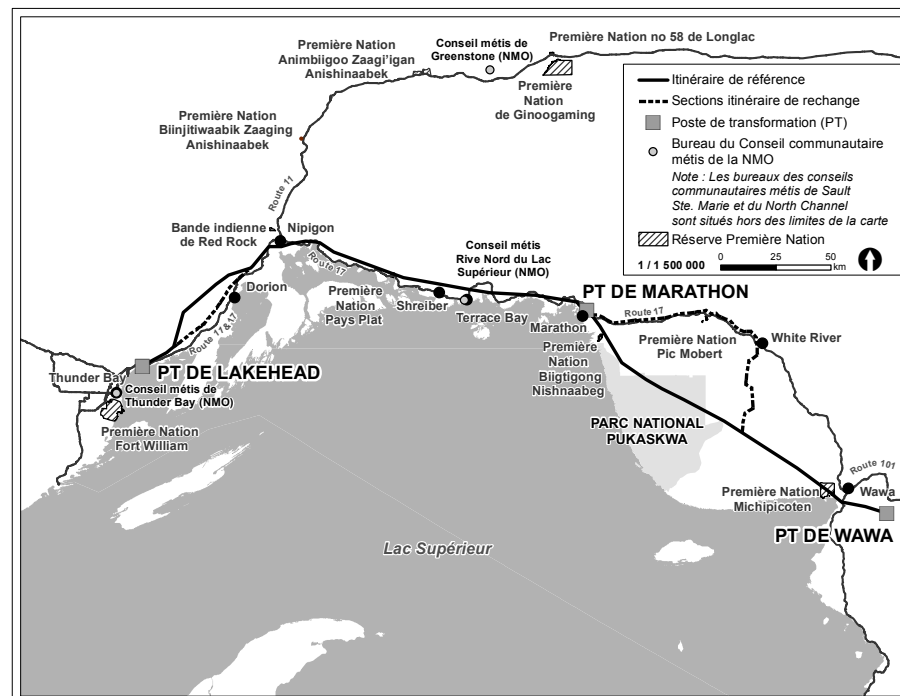 Première Nation no 58 de Longlac
Première Nation
Animbiigoo Zaagi'igan
Anishinaabek
Conseil métis de
Greenstone (NMO)
Première
Nation
de Ginoogaming
Première Nation
Biinjitiwaabik Zaaging
Anishinaabek
Route 11
Bande indienne
de Red Rock
Nipigon
Route 17
Conseil métis
Rive Nord du Lac
Supérieur (NMO)
Dorion
Route 11 & 17
Première
Nation
Pays Plat
Shreiber
Terrace Bay
PT DE MARATHON
Marathon
Route 17
Première Nation
Pic Mobert
White River
Première
Nation
Biigtigong
Nishnaabeg
Thunder Bay
PT DE LAKEHEAD
Conseil métis de
Thunder Bay (NMO)
Première Nation
Fort William
PARC NATIONAL
PUKASKWA
Route 101
Première Nation
Michipicoten
Wawa
PT DE WAWA
Lac Supérieur
Itinéraire de référence
Sections itinéraire de rechange
Poste de transformation (PT)
Bureau du Conseil communautaire
métis de la NMO
Note : Les bureaux des conseils
communautaires métis de Sault
Ste. Marie et du North Channel
sont situés hors des limites de la carte
Réserve Première Nation
1 / 1 500 000
0 25 50
km